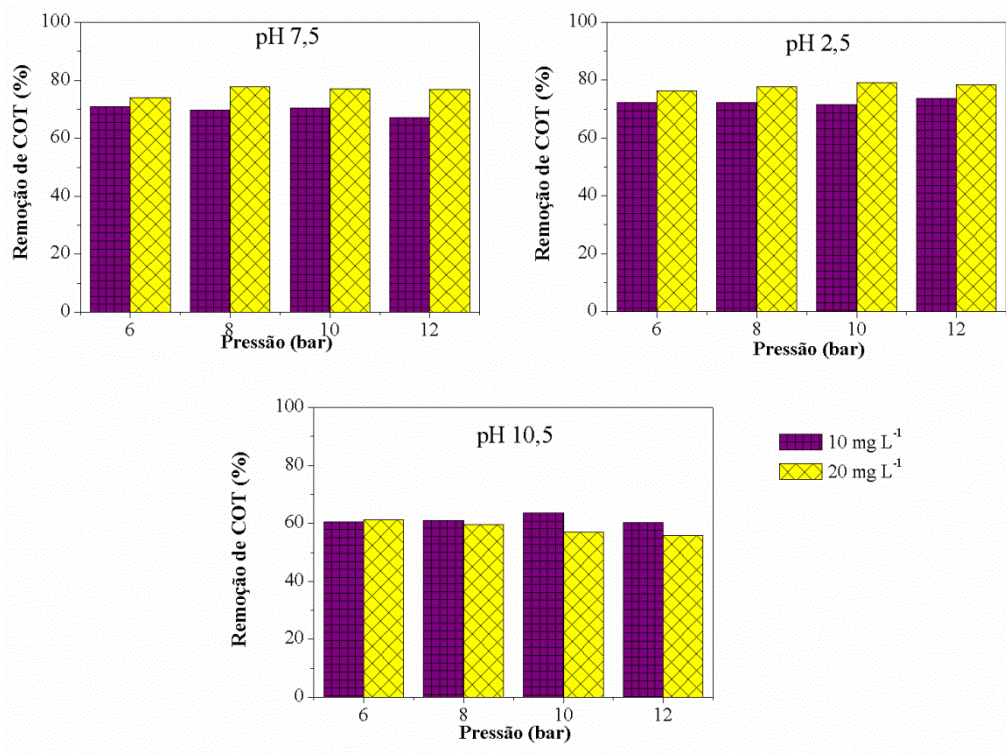 pH 7,5
Remoção de COT (%)
100
80
60
40
20
0
6 8 10 12
Pressão (bar)
pH 2,5
Remoção de COT (%)
100
80
60
40
20
0
6 8 10 12
Pressão (bar)
pH 10,5
Remoção de COT (%)
100
80
60
40
20
0
6 8 10 12
Pressão (bar)
10 mg L⁻¹
20 mg L⁻¹